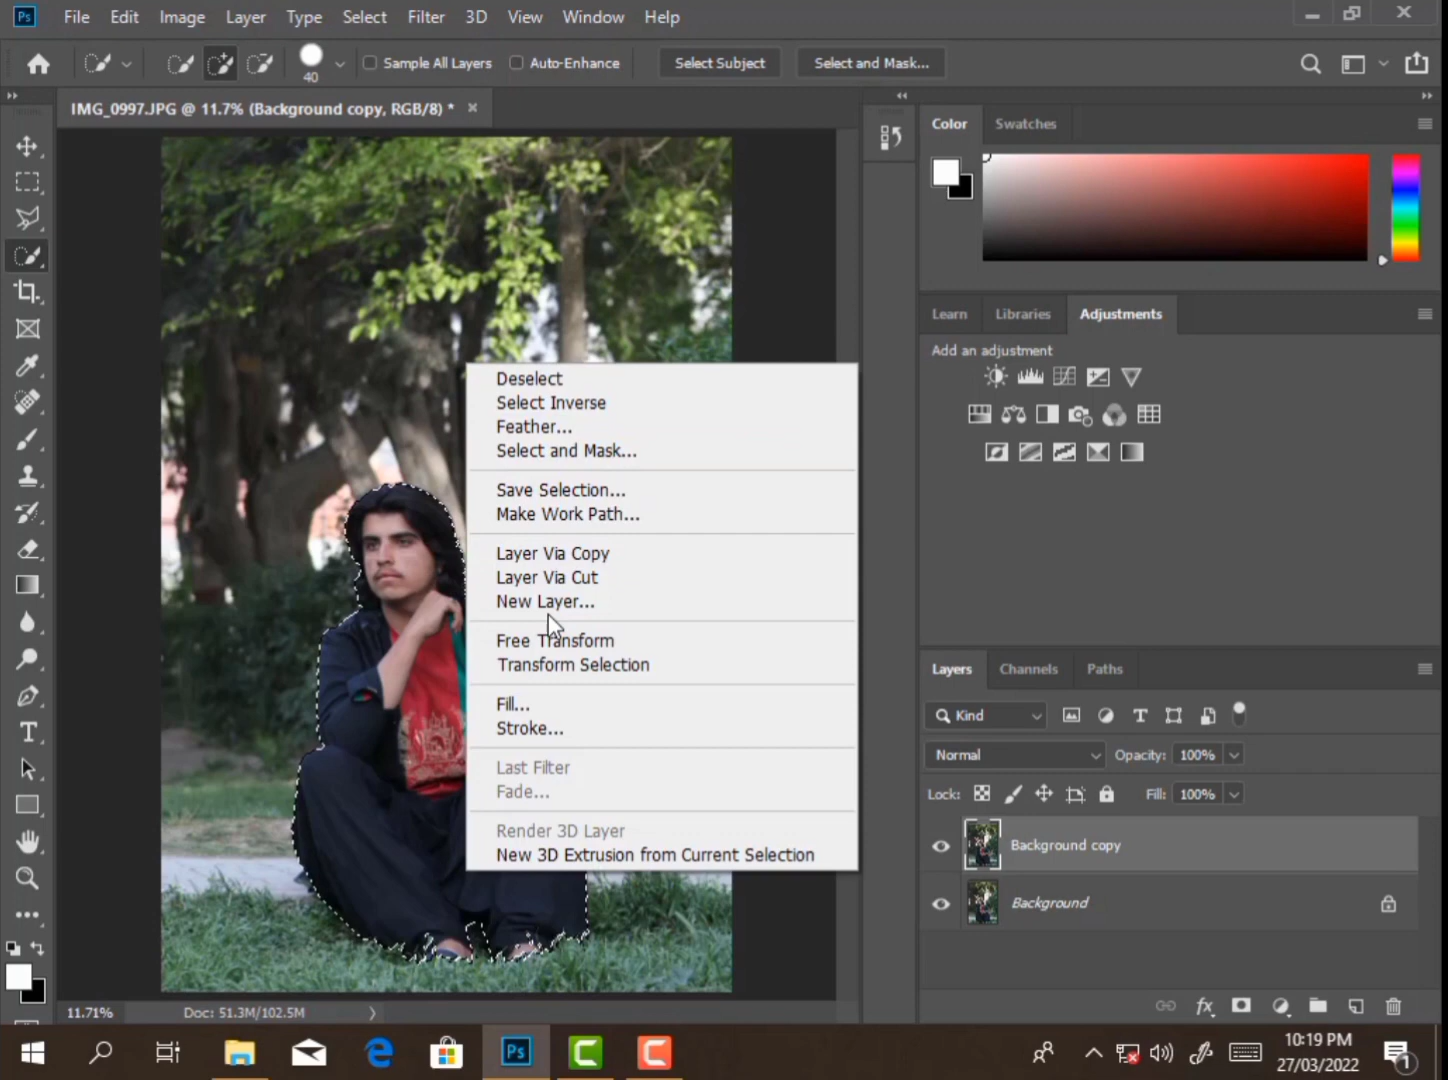 Ps File Edit Image Layer Type Select Filter 3D View Window Help
40 Sample All Layers Auto-Enhance Select Subject Select and Mask...
IMG_0997.JPG @ 11.7% (Background copy, RGB/8) *
Color Swatches
Learn Libraries Adjustments
Add an adjustment
Deselect
Select Inverse
Feather...
Select and Mask...
Save Selection...
Make Work Path...
Layer Via Copy
Layer Via Cut
New Layer...
Free Transform
Transform Selection
Fill...
Stroke...
Last Filter
Fade...
Render 3D Layer
New 3D Extrusion from Current Selection
Layers Channels Paths
Kind
Normal Opacity: 100%
Lock: Fill: 100%
Background copy
Background
fx
11.71% Doc: 51.3M/102.5M
Ps
10:19 PM
27/03/2022
1